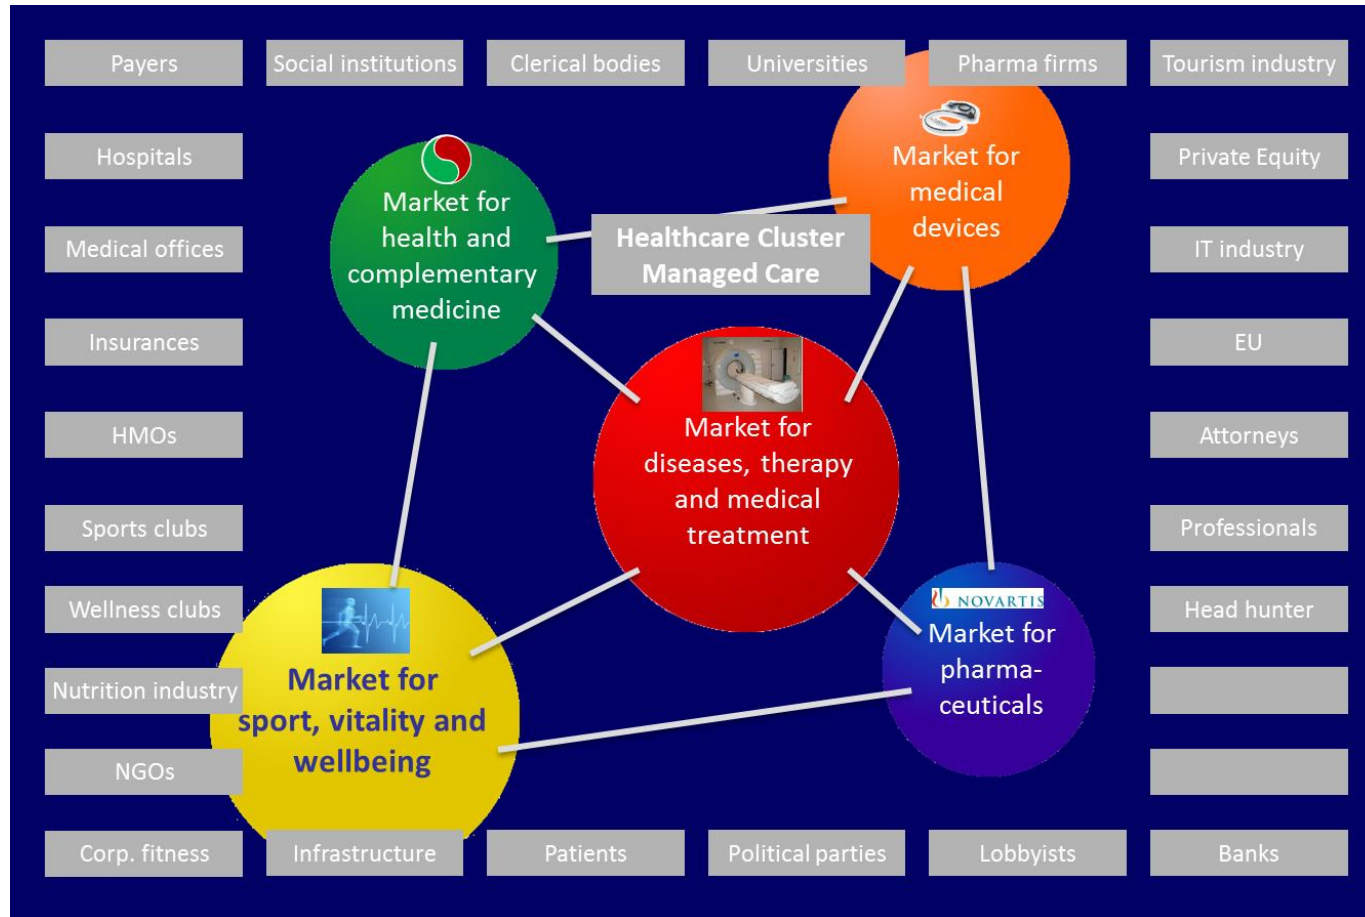 Payers
Social institutions
Clerical bodies
Universities
Pharma firms
Tourism industry
Hospitals
Private Equity
Market for
health and
complementary
medicine
Market for
medical
devices
Healthcare Cluster
Managed Care
Medical offices
IT industry
Insurances
EU
HMOs
Attorneys
Market for
diseases, therapy
and medical
treatment
Sports clubs
Professionals
Wellness clubs
Head hunter
NOVARTIS
Market for
pharma-
ceuticals
Nutrition industry
Market for
sport, vitality and
wellbeing
NGOs
Corp. fitness
Infrastructure
Patients
Political parties
Lobbyists
Banks